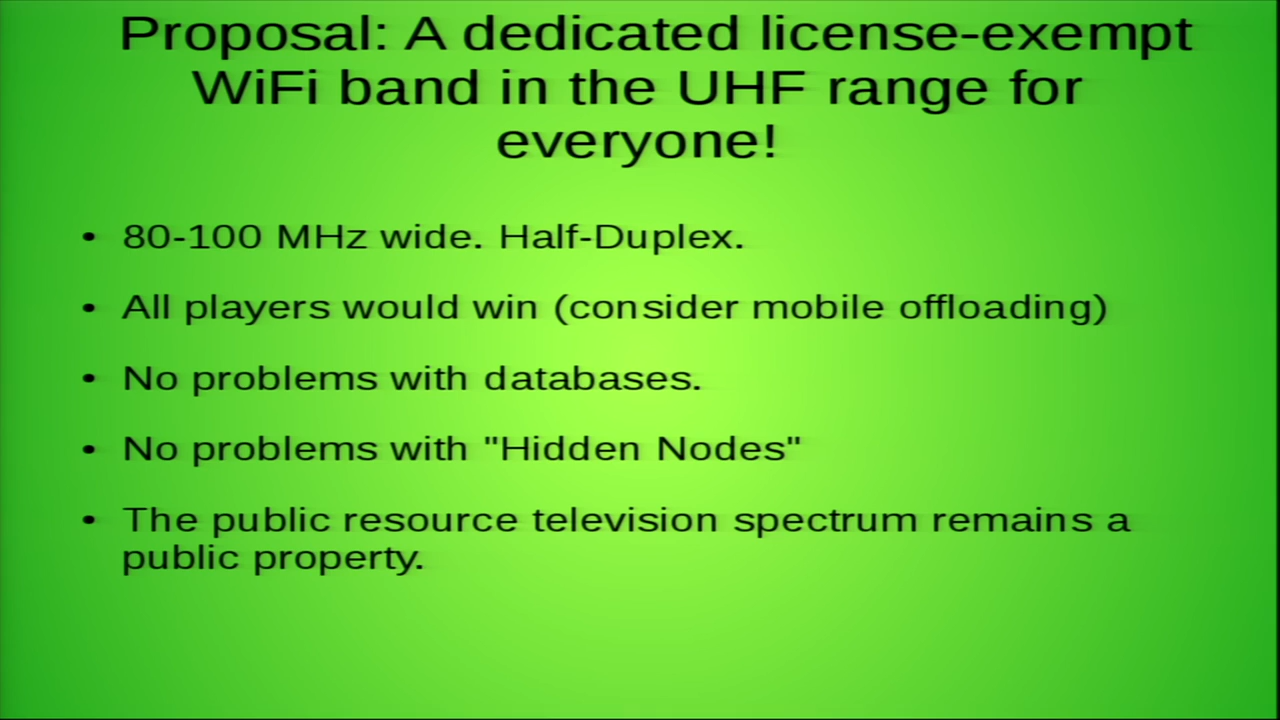 Proposal: A dedicated license-exempt
WiFi band in the UHF range for
everyone!
• 80-100 MHz wide. Half-Duplex.
• All players would win (consider mobile offloading)
• No problems with databases.
• No problems with "Hidden Nodes"
• The public resource television spectrum remains a
public property.